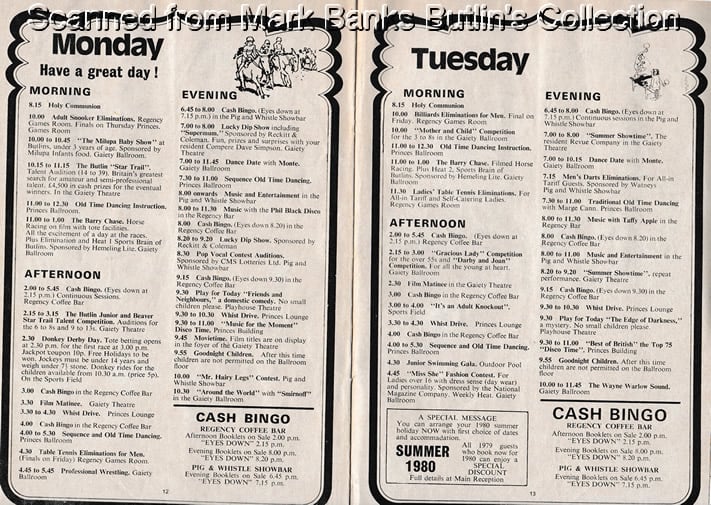 Scanned from Mark Banks Butlin's Collection
Monday
Have a great day !
MORNING
8.15 Holy Communion
10.00 Adult Snooker Eliminations. Regency
Games Room. Finals on Thursday Princes.
Games Room
10.00 to 10.45 "The Milupa Baby Show" at
Butlins, under 3 years of age. Sponsored by
Milupa Infants food. Gaiety Ballroom.
10.15 to 11.15 The Butlin "Star Trail".
Talent Audition (14 to 39). Britain's greatest
search for amateur and semi-professional
talent. £4,500 in cash prizes for the eventual
winners. In the Gaiety Theatre
11.00 to 12.30 Old Time Dancing Instruction.
Princes Ballroom.
11.00 to 1.00 The Barry Chase. Horse
Racing on film with tote facilities.
All the excitement of a day at the races.
Plus Elimination and Heat 1 Sports Brain of
Butlins. Sponsored by Hemeling Lite. Gaiety
Ballroom
AFTERNOON
2.00 to 5.45 Cash Bingo. (Eyes down at
2.15 p.m.) Continuous Sessions.
Regency Coffee Bar
2.15 to 3.15 The Butlin Junior and Beaver
Star Trail Talent Competition. Auditions for
the 6 to 8s and 9 to 13s. Gaiety Theatre
2.30 Donkey Derby Day. Tote betting opens
at 2.30 p.m. for the first race at 3.00 p.m.
Jackpot coupon 10p. Free Holidays to be
won. Jockeys must be under 14 years and
weigh under 7½ stone. Donkey rides for the
children available from 10.30 a.m. (price 5p).
On the Sports Field
3.00 Cash Bingo in the Regency Coffee Bar
3.30 Film Matinee. Gaiety Theatre
3.30 to 4.30 Whist Drive. Princes Lounge
4.00 Cash Bingo in the Regency Coffee Bar
4.00 to 5.30 Sequence and Old Time Dancing.
Princes Ballroom
4.30 Table Tennis Eliminations for Men.
(Finals on Friday) Regency Games Room.
4.45 to 5.45 Professional Wrestling. Gaiety
Ballroom
EVENING
6.45 to 8.00 Cash Bingo. (Eyes down at
7.15 p.m.) in the Pig and Whistle Showbar
7.00 to 8.00 Lucky Dip Show including
"Supermum." Sponsored by Reckitt &
Coleman. Fun, prizes and surprises with your
resident Compere Dave Simpson. Gaiety
Theatre
7.00 to 11.45 Dance Date with Monte.
Gaiety Ballroom
7.30 to 11.00 Sequence Old Time Dancing.
Princes Ballroom
8.00 onwards Music and Entertainment in the
Pig and Whistle Showbar
8.00 to 11.30 Music with the Phil Black Disco
in the Regency Bar
8.00 Cash Bingo. (Eyes down 8.20) in the
Regency Coffee Bar
8.20 to 9.20 Lucky Dip Show. Sponsored by
Reckitt & Coleman
8.30 Pop Vocal Contest Auditions.
Sponsored by CMS Lotteries Ltd. Pig and
Whistle Showbar
9.15 Cash Bingo. (Eyes down 9.30) in the
Regency Coffee Bar
9.30 Play for Today "Friends and
Neighbours," a domestic comedy. No small
children please. Playhouse Theatre
9.30 to 10.30 Whist Drive. Princes Lounge
9.30 to 11.00 "Music for the Moment"
Disco Time. Princes Building
9.45 Movietime. Film titles are on display
in the foyer of the Gaiety Theatre
9.55 Goodnight Children. After this time
children are not permitted on the Ballroom
floor
10.00 "Mr. Hairy Legs" Contest. Pig and
Whistle Showbar
10.30 "Around the World" with "Smirnoff"
in the Gaiety Ballroom
CASH BINGO
REGENCY COFFEE BAR
Afternoon Booklets on Sale 2.00 p.m.
"EYES DOWN" 2.15 p.m.
Evening Booklets on Sale 8.00 p.m.
"EYES DOWN" 8.20 p.m.
PIG & WHISTLE SHOWBAR
Evening Booklets on Sale 6.45 p.m.
"EYES DOWN" 7.15 p.m.
12
Tuesday
MORNING
8.15 Holy Communion
10.00 Billiards Eliminations for Men. Final on
Friday. Regency Games Room
10.00 "Mother and Child" Competition
for the 3 to 8s in the Gaiety Ballroom
11.00 to 12.30 Old Time Dancing Instruction.
Princes Ballroom
11.00 to 1.00 The Barry Chase. Filmed Horse
Racing. Plus Heat 2, Sports Brain of
Butlins. Sponsored by Hemeling Lite. Gaiety
Ballroom
11.30 Ladies' Table Tennis Eliminations. For
All-in Tariff and Self-Catering Ladies.
Regency Games Room
AFTERNOON
2.00 to 5.45 Cash Bingo. (Eyes down at
2.15 p.m.) Regency Coffee Bar
2.15 to 3.00 "Gracious Lady" Competition
for the over 55s and "Darby and Joan"
Competition. For all the young at heart.
Gaiety Ballroom
2.30 Film Matinee in the Gaiety Theatre
3.00 Cash Bingo in the Regency Coffee Bar
3.00 to 4.00 "It's an Adult Knockout".
Sports Field
3.30 to 4.30 Whist Drive. Princes Lounge
4.00 Cash Bingo in the Regency Coffee Bar
4.00 to 5.30 Sequence and Old Time Dancing.
Princes Ballroom
4.30 Junior Swimming Gala. Outdoor Pool
4.45 "Miss She" Fashion Contest. For
Ladies over 16 with dress sense (day wear)
and personality. Sponsored by the National
Magazine Company. Weekly Heat. Gaiety
Ballroom
A SPECIAL MESSAGE
You can arrange your 1980 summer
holiday NOW with first choice of dates
and accommadation.
SUMMER
1980
All 1979 guests
who book now for
1980 can enjoy a
SPECIAL
DISCOUNT
Full details at Main Reception
EVENING
6.45 to 8.00 Cash Bingo. (Eyes down at
7.15 p.m.) Continuous sessions in the Pig and
Whistle Showbar
7.00 to 8.00 "Summer Showtime". The
resident Revue Company in the Gaiety
Theatre
7.00 to 10.15 Dance Date with Monte.
Gaiety Ballroom
7.15 Men's Darts Eliminations. For All-in
Tariff Guests. Sponsored by Watneys
Pig and Whistle Showbar
7.30 to 11.00 Traditional Old Time Dancing
with Marge Cann. Princes Ballroom
8.00 to 11.30 Music with Taffy Apple in the
Regency Bar
8.00 Cash Bingo. (Eyes down 8.20) in the
Regency Coffee Bar
8.00 to 11.00 Music and Entertainment in the
Pig and Whistle Showbar
8.20 to 9.20 "Summer Showtime". repeat
performance. Gaiety Theatre
9.15 Cash Bingo. (Eyes down 9.30) in the
Regency Coffee Bar
9.30 to 10.30 Whist Drive. Princes Lounge
9.30 Play for Today "The Edge of Darkness,"
a mystery. No small children please.
Playhouse Theatre
9.30 to 11.00 "Best of British" the Top 75
"Disco Time". Princes Building
9.55 Goodnight Children. After this time
children are not permitted on the Ballroom
floor
10.00 to 11.45 The Wayne Warlow Sound.
Gaiety Ballroom
CASH BINGO
REGENCY COFFEE BAR
Afternoon Booklets on Sale 2.00 p.m.
"EYES DOWN" 2.15 p.m.
Evening Booklets on Sale 8.00 p.m.
"EYES DOWN" 8.20 p.m.
PIG & WHISTLE SHOWBAR
Evening Booklets on Sale 6.45 p.m.
"EYES DOWN" 7.15 p.m.
13